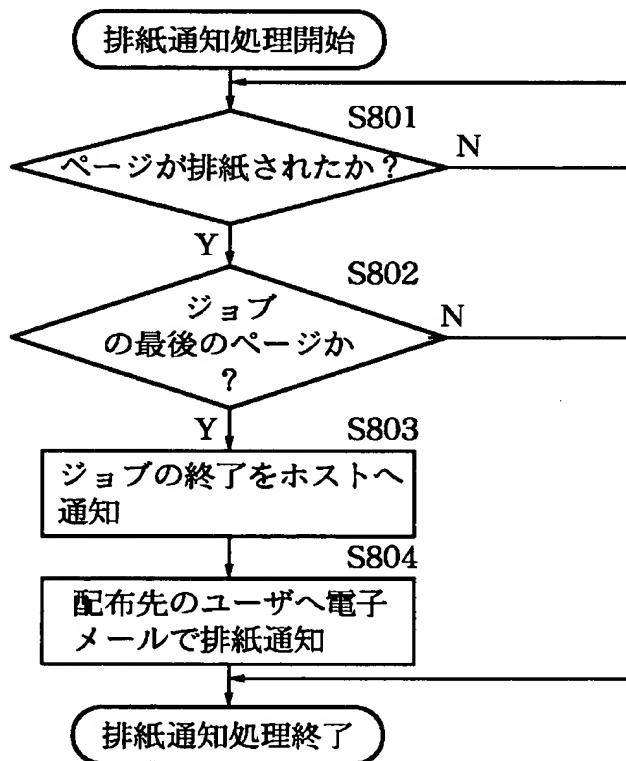 排紙通知処理開始
S801
ページが排紙されたか？
N
Y
S802
ジョブ
の最後のページか
？
N
Y
S803
ジョブの終了をホストへ
通知
S804
配布先のユーザへ電子
メールで排紙通知
排紙通知処理終了